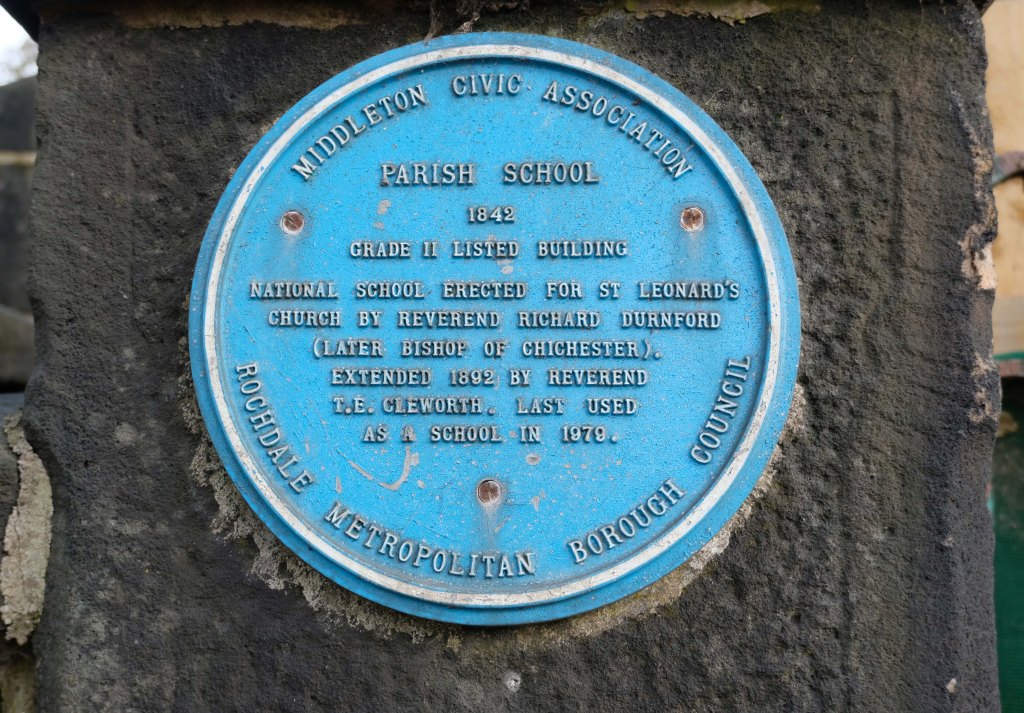 MIDDLETON CIVIC ASSOCIATION
PARISH SCHOOL
1842
GRADE II LISTED BUILDING
NATIONAL SCHOOL ERECTED FOR ST LEONARD'S
CHURCH BY REVEREND RICHARD DURNFORD
(LATER BISHOP OF CHICHESTER).
EXTENDED 1892 BY REVEREND
T.E. CLEWORTH. LAST USED
AS A SCHOOL IN 1979.
ROCHDALE METROPOLITAN BOROUGH COUNCIL